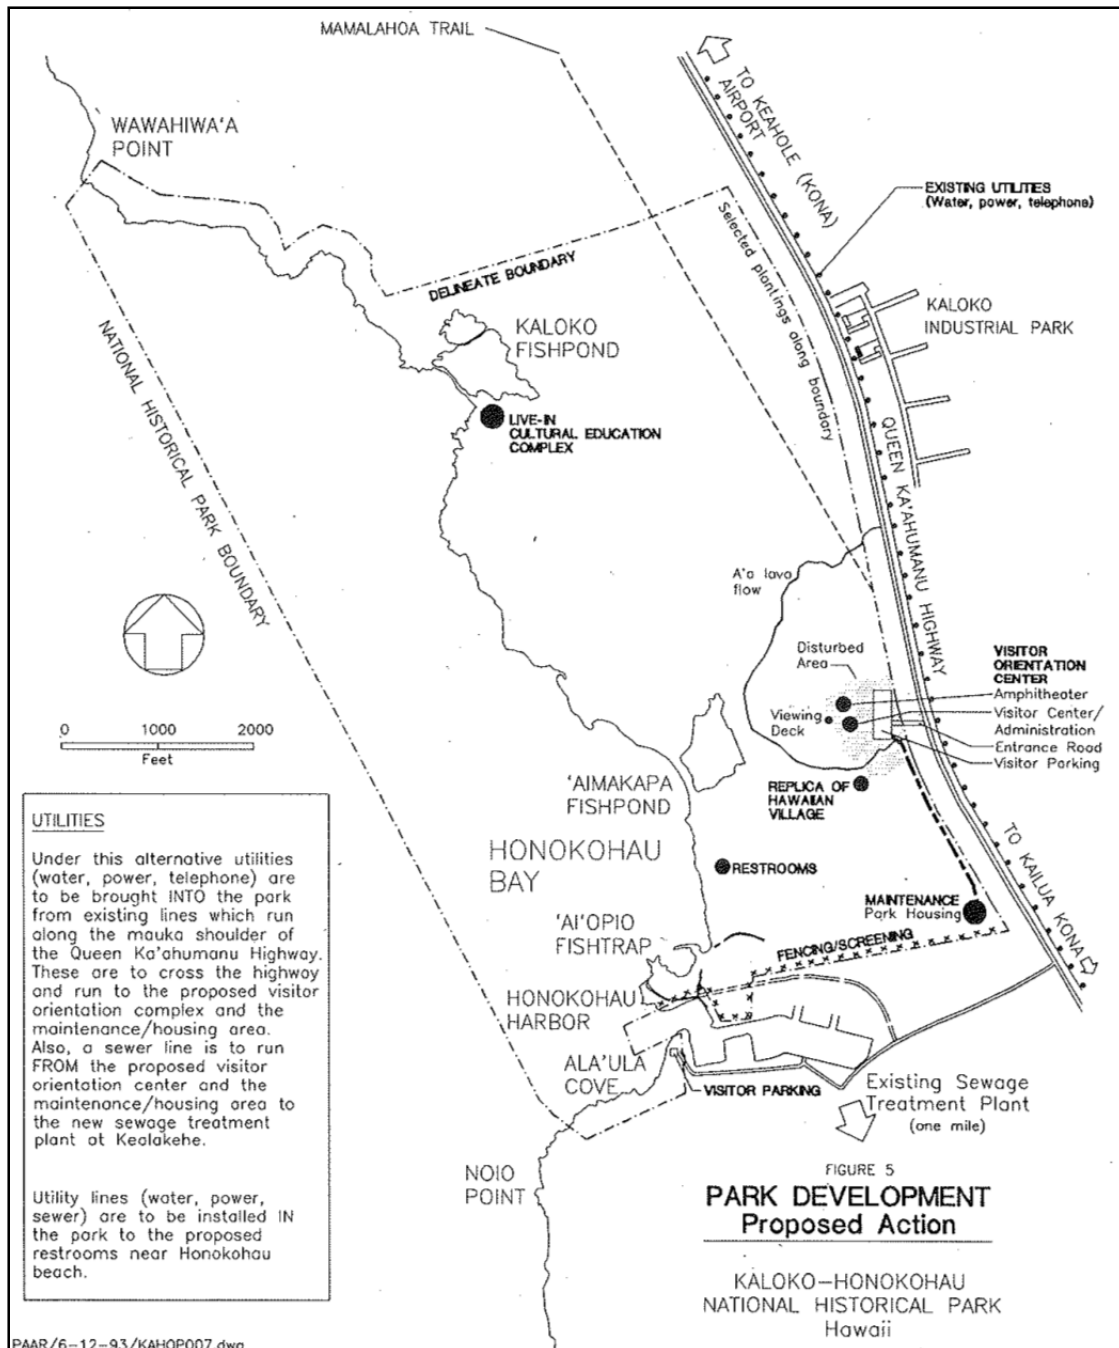 MAMALAHOA TRAIL
TO KEAHOLE (KONA)
AIRPORT
WAWAHIWA'A
POINT
EXISTING UTILITIES
(Water, power, telephone)
Selected plantings along boundary
DELINEATE BOUNDARY
KALOKO
FISHPOND
KALOKO
INDUSTRIAL PARK
NATIONAL HISTORICAL PARK BOUNDARY
LIVE-IN
CULTURAL EDUCATION
COMPLEX
QUEEN KA'AHUMANU HIGHWAY
A'a lava
flow
Disturbed
Area
VISITOR
ORIENTATION
CENTER
Amphitheater
Visitor Center/
Administration
Entrance Road
Visitor Parking
Viewing
Deck
0 1000 2000
Feet
'AIMAKAPA
FISHPOND
REPLICA OF
HAWAIIAN
VILLAGE
TO KAILUA KONA
HONOKOHAU
BAY
RESTROOMS
MAINTENANCE
Park Housing
'AI'OPIO
FISHTRAP
FENCING/SCREENING
HONOKOHAU
HARBOR
ALA'ULA
COVE
VISITOR PARKING
Existing Sewage
Treatment Plant
(one mile)
NOIO
POINT
UTILITIES
Under this alternative utilities
(water, power, telephone) are
to be brought INTO the park
from existing lines which run
along the mauka shoulder of
the Queen Ka'ahumanu Highway.
These are to cross the highway
and run to the proposed visitor
orientation complex and the
maintenance/housing area.
Also, a sewer line is to run
FROM the proposed visitor
orientation center and the
maintenance/housing area to
the new sewage treatment
plant at Kealakehe.
Utility lines (water, power,
sewer) are to be installed IN
the park to the proposed
restrooms near Honokohau
beach.
FIGURE 5
PARK DEVELOPMENT
Proposed Action
KALOKO-HONOKOHAU
NATIONAL HISTORICAL PARK
Hawaii
PAAR/6-12-93/KAHOP007.dwg